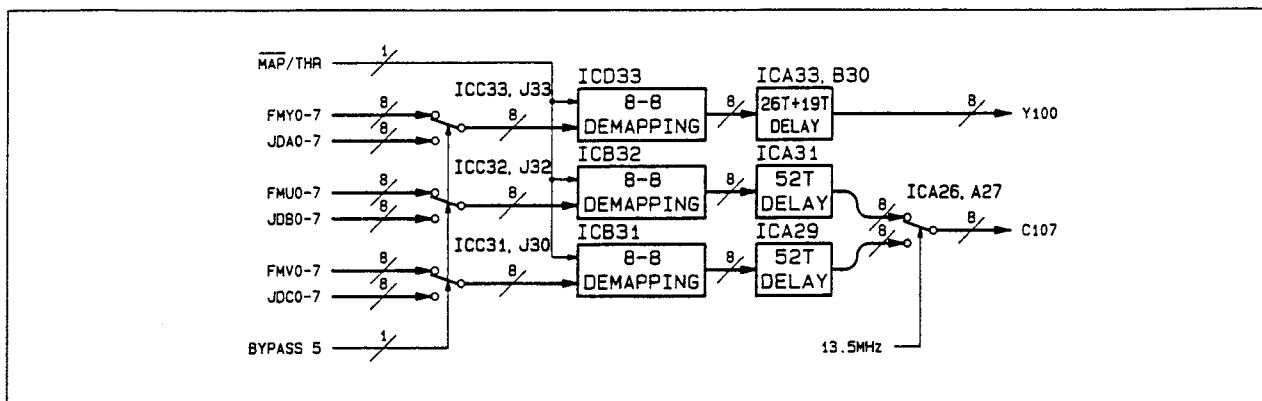 MAP/THR
1
FMY0-7
8
JDA0-7
8
ICC33, J33
8
ICD33
8-8
DEMAPPING
8
ICA33, B30
26T+19T
DELAY
8
Y100
FMU0-7
8
JDB0-7
8
ICC32, J32
8
ICB32
8-8
DEMAPPING
8
ICA31
52T
DELAY
8
ICA26, A27
8
C107
FMV0-7
8
JDC0-7
8
ICC31, J30
8
ICB31
8-8
DEMAPPING
8
ICA29
52T
DELAY
8
BYPASS 5
1
13.5MHz